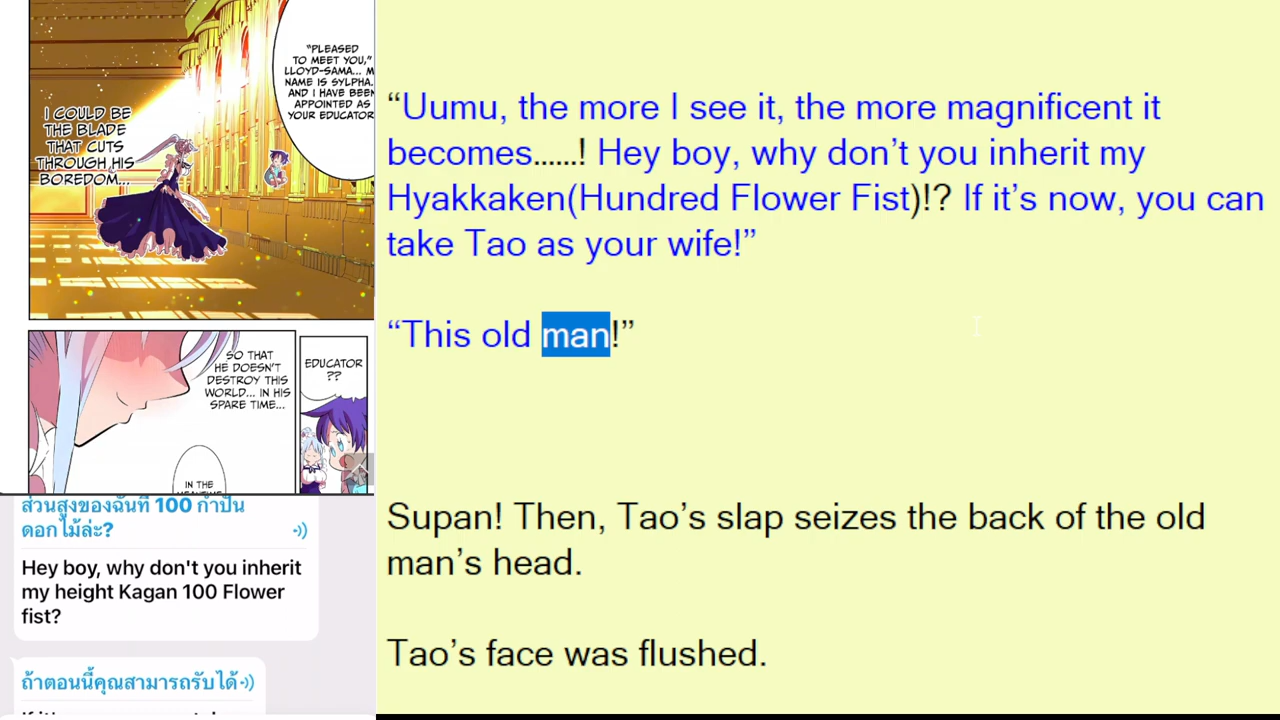 "PLEASED
TO MEET YOU,"
LLOYD-SAMA...
NAME IS SYLPHA.
AND I HAVE BEEN
APPOINTED AS
YOUR EDUCATOR
I COULD BE
THE BLADE
THAT CUTS
THROUGH HIS
BOREDOM...
SO THAT
HE DOESN'T
DESTROY THIS
WORLD... IN HIS
SPARE TIME...
EDUCATOR
??
IN THE
ส่วนสูงของฉันที่ 100 กำปั้น
ดอกไม้ล่ะ?
Hey boy, why don't you inherit
my height Kagan 100 Flower
fist?
ถ้าตอนนี้คุณสามารถรับได้
“Uumu, the more I see it, the more magnificent it
becomes......! Hey boy, why don’t you inherit my
Hyakkaken(Hundred Flower Fist)!? If it’s now, you can
take Tao as your wife!”
“This old man!”
Supan! Then, Tao’s slap seizes the back of the old
man’s head.
Tao’s face was flushed.